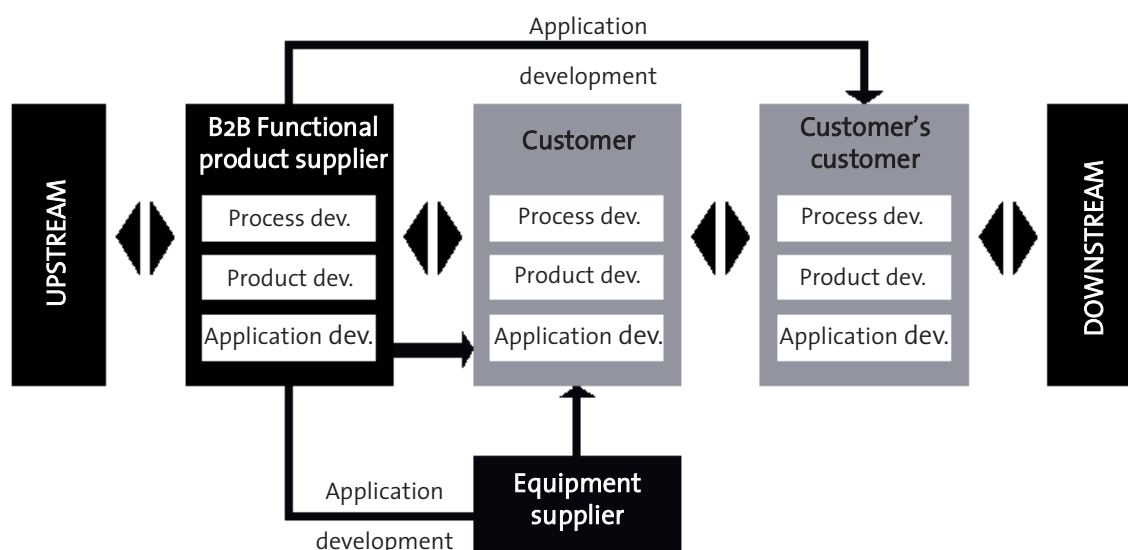 Application
development
UPSTREAM
B2B Functional
product supplier
Process dev.
Product dev.
Application dev.
Customer
Process dev.
Product dev.
Application dev.
Customer's
customer
Process dev.
Product dev.
Application dev.
DOWNSTREAM
Application
development
Equipment
supplier